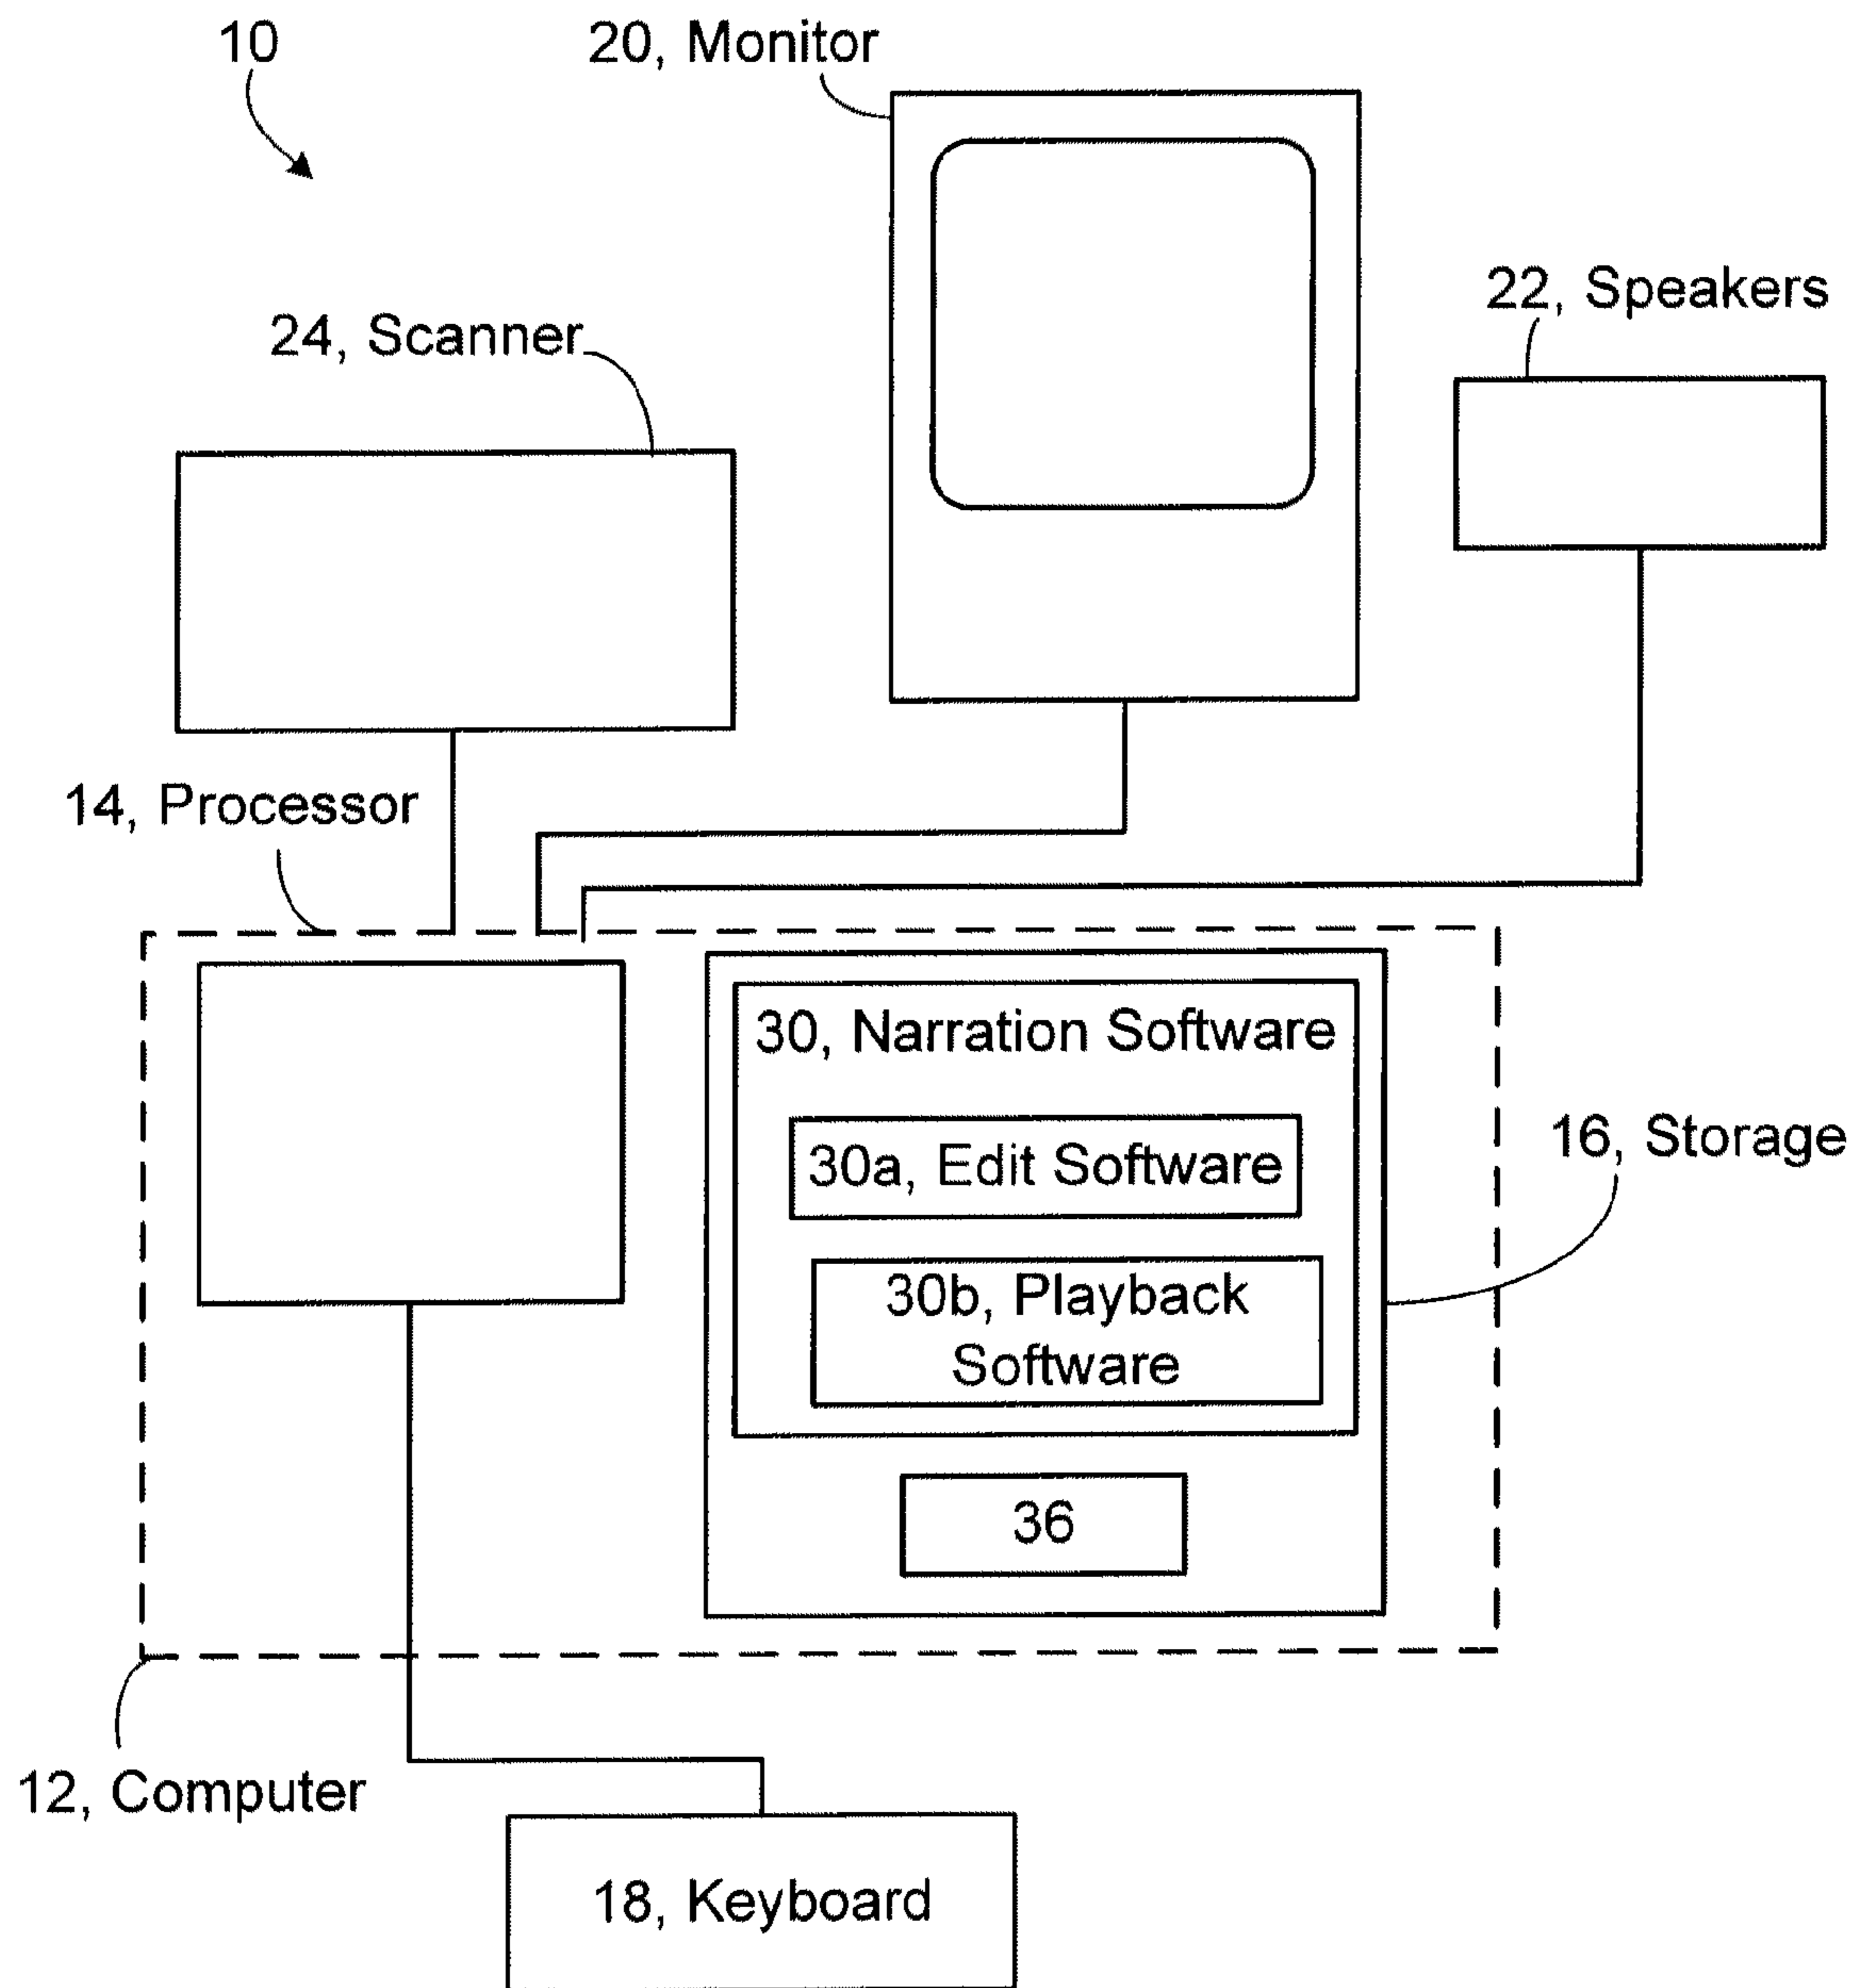 10
20, Monitor
22, Speakers
24, Scanner
14, Processor
30, Narration Software
30a, Edit Software
16, Storage
30b, Playback
Software
36
12, Computer
18, Keyboard